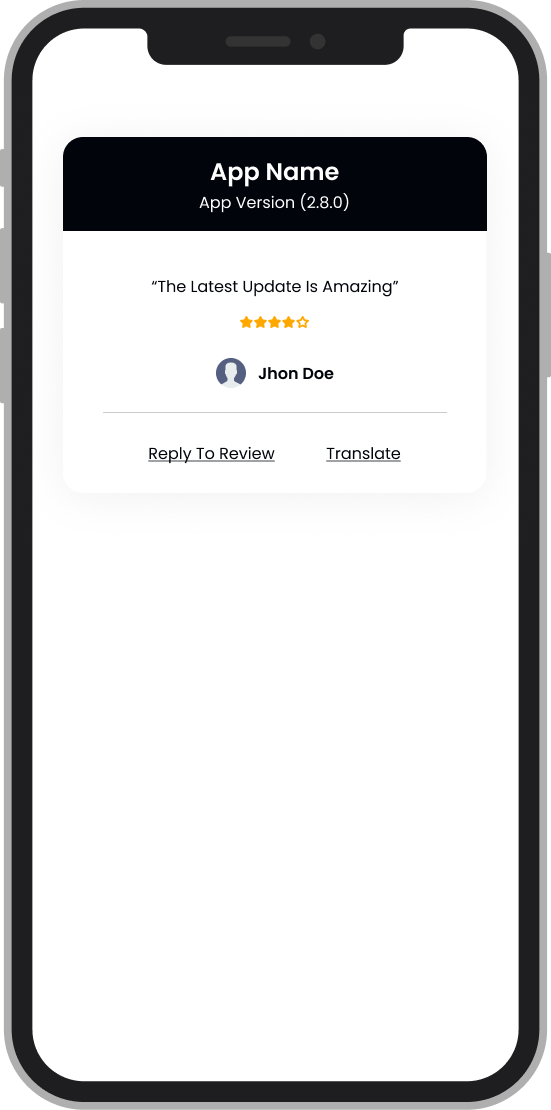 App Name
App Version (2.8.0)
“The Latest Update Is Amazing”
Jhon Doe
Reply To Review Translate